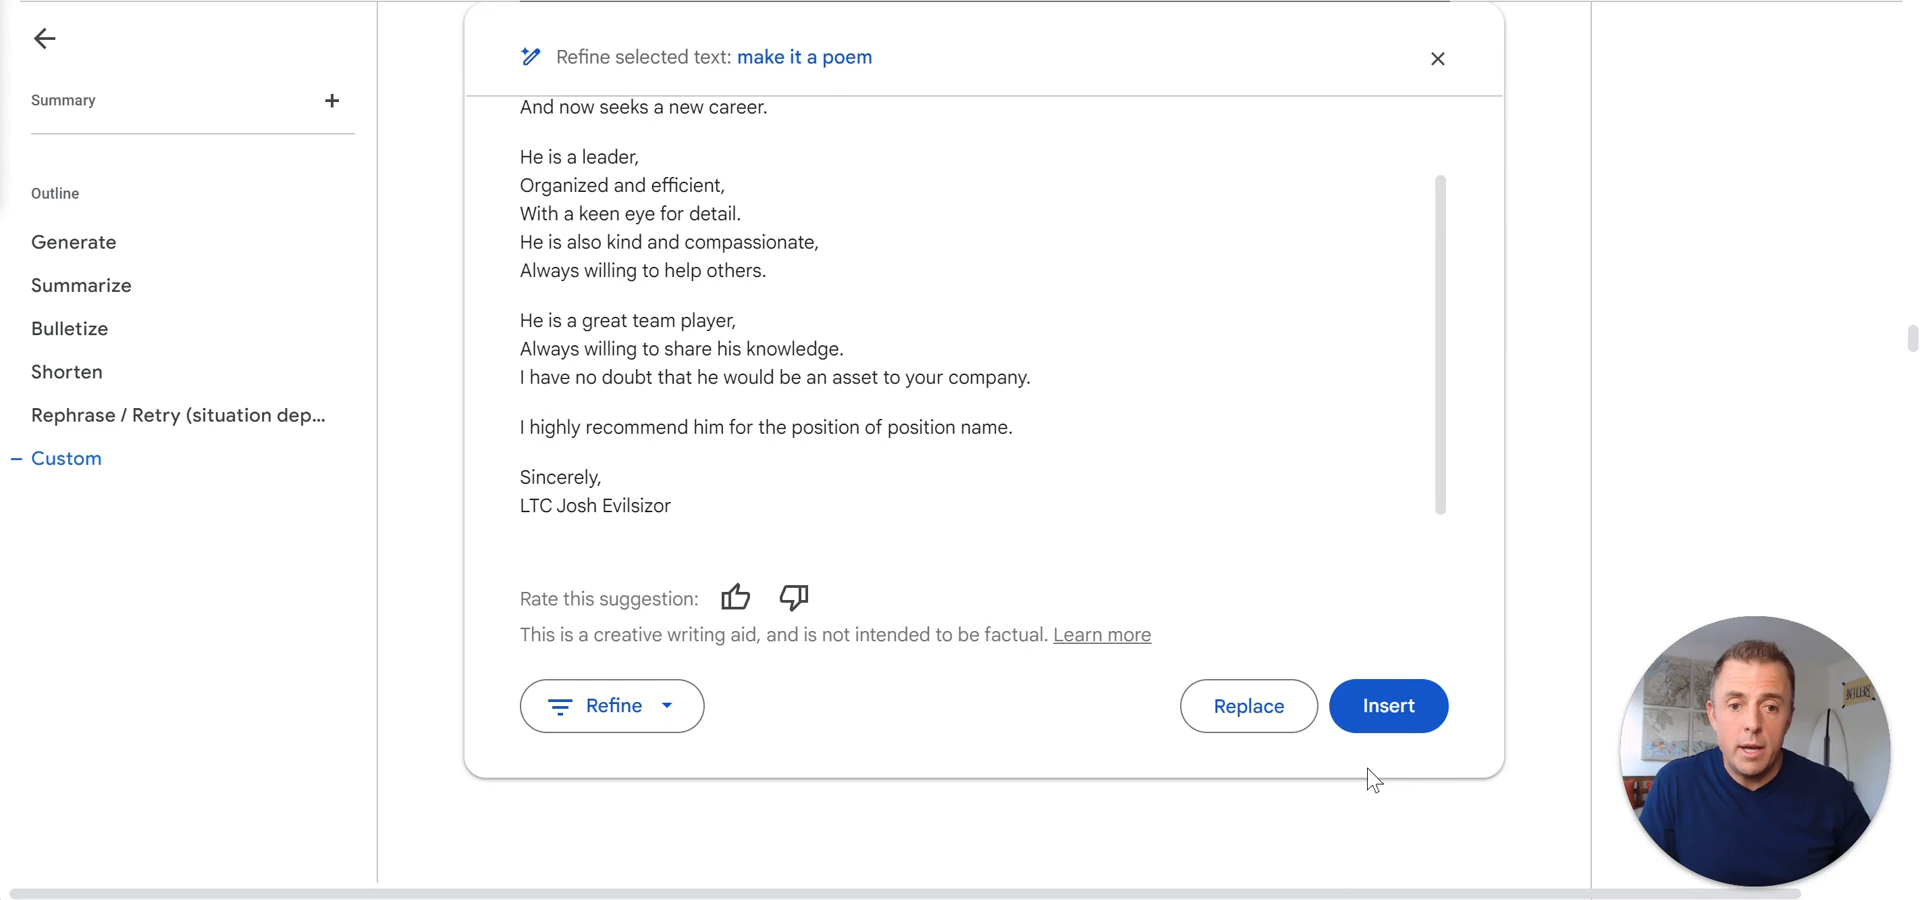 Summary
Outline
Generate
Summarize
Bulletize
Shorten
Rephrase / Retry (situation dep...
Custom
Refine selected text: make it a poem
And now seeks a new career.
He is a leader,
Organized and efficient,
With a keen eye for detail.
He is also kind and compassionate,
Always willing to help others.
He is a great team player,
Always willing to share his knowledge.
I have no doubt that he would be an asset to your company.
I highly recommend him for the position of position name.
Sincerely,
LTC Josh Evilsizor
Rate this suggestion:
This is a creative writing aid, and is not intended to be factual. Learn more
Refine
Replace
Insert